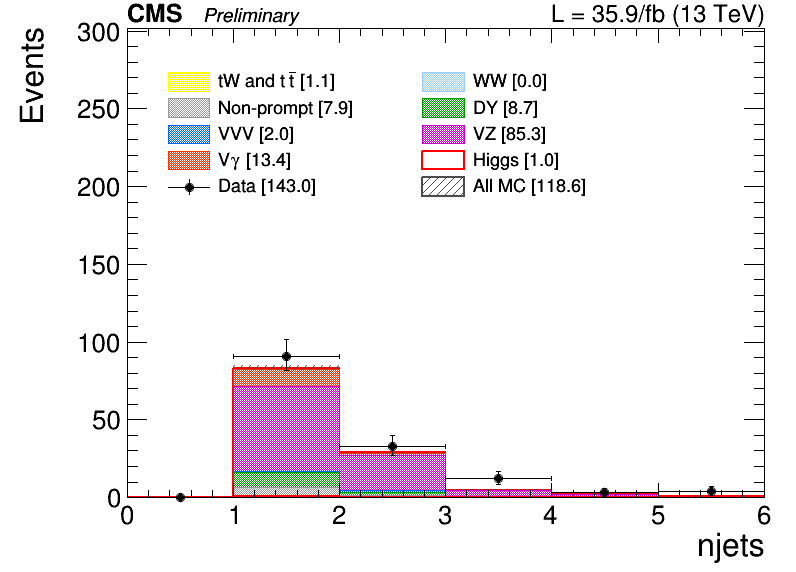 CMS Preliminary L = 35.9/fb (13 TeV)
Events
300
250
200
150
100
50
0
tW and t t̄ [1.1]
WW [0.0]
Non-prompt [7.9]
DY [8.7]
VVV [2.0]
VZ [85.3]
Vγ [13.4]
Higgs [1.0]
Data [143.0]
All MC [118.6]
0 1 2 3 4 5 6
njets